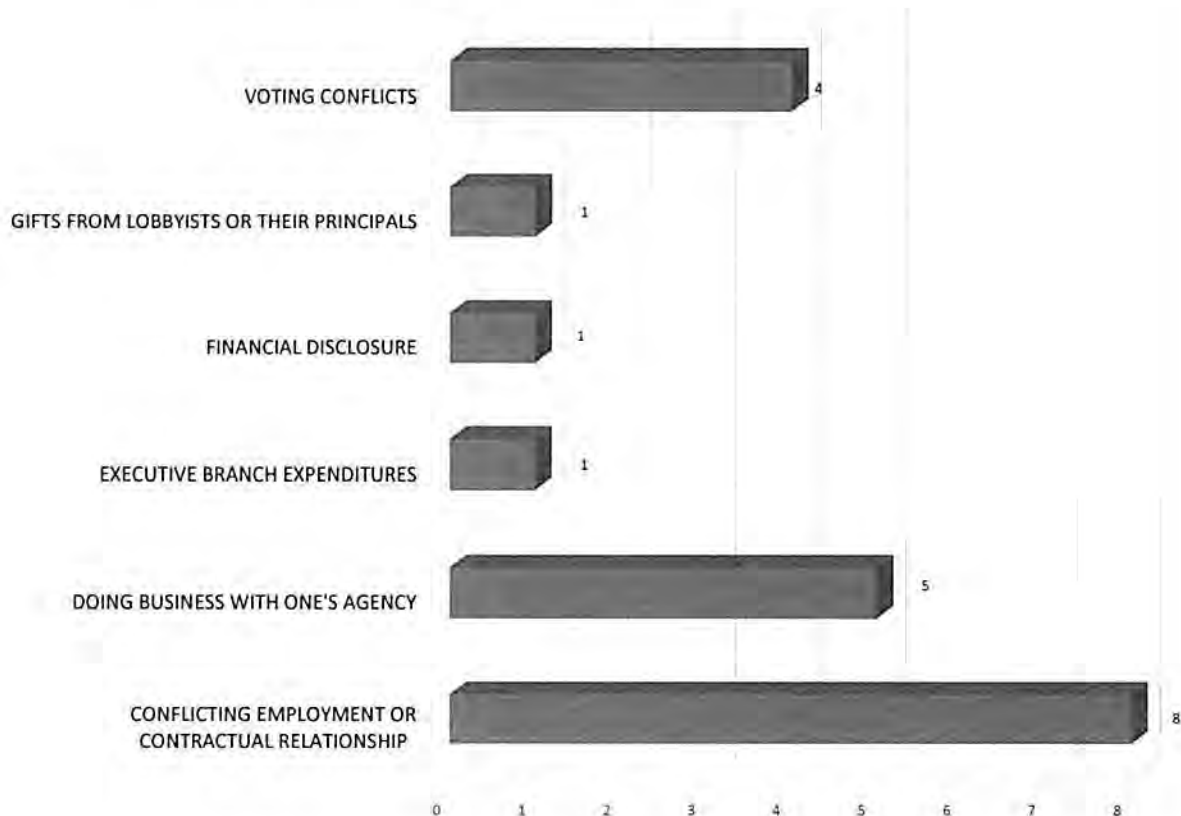 VOTING CONFLICTS
4
GIFTS FROM LOBBYISTS OR THEIR PRINCIPALS
1
FINANCIAL DISCLOSURE
1
EXECUTIVE BRANCH EXPENDITURES
1
DOING BUSINESS WITH ONE'S AGENCY
5
CONFLICTING EMPLOYMENT OR
CONTRACTUAL RELATIONSHIP
8
0 1 2 3 4 5 6 7 8